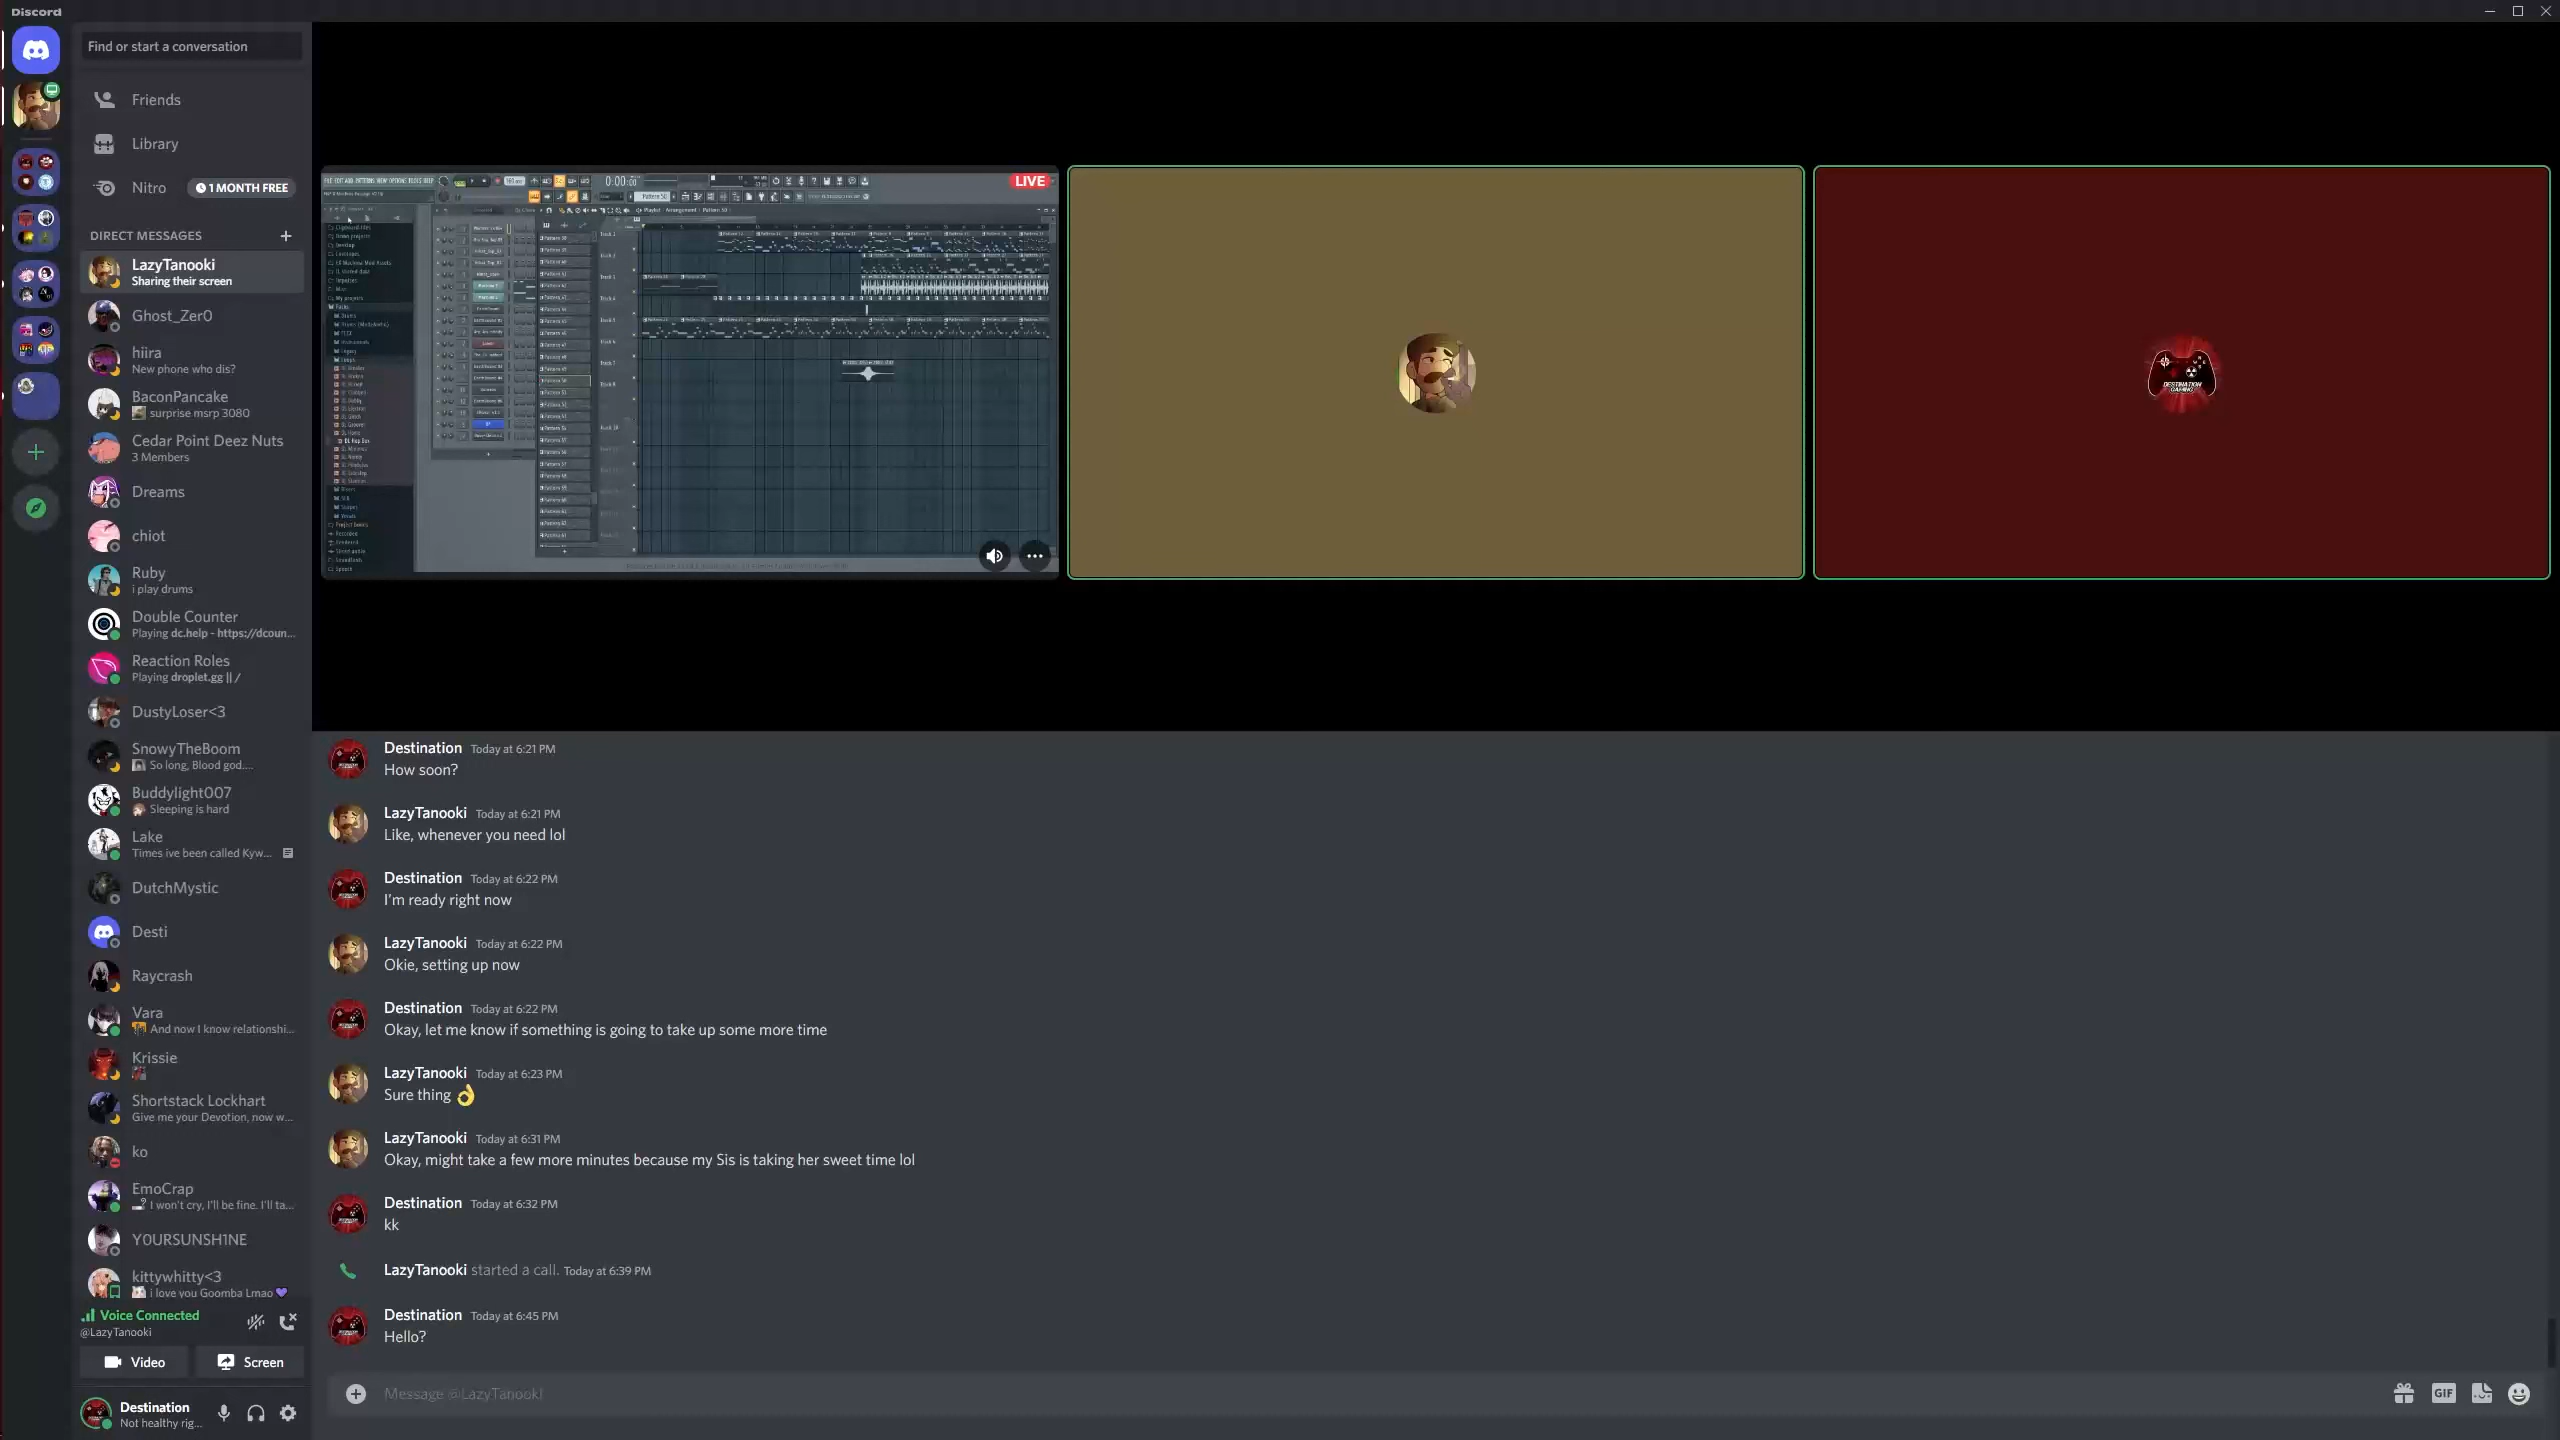 Discord
Find or start a conversation
Friends
Library
Nitro
1 MONTH FREE
DIRECT MESSAGES
LazyTanooki
Sharing their screen
Ghost_Zer0
hiira
New phone who dis?
BaconPancake
surprise msrp 3080
Cedar Point Deez Nuts
3 Members
Dreams
chiot
Ruby
i play drums
Double Counter
Playing dc.help - https://dcoun...
Reaction Roles
Playing droplet.gg || /
DustyLoser<3
SnowyTheBoom
So long, Blood god....
Buddylight007
Sleeping is hard
Lake
Times ive been called Kyw...
DutchMystic
Desti
Raycrash
Vara
And now I know relationshi...
Krissie
Shortstack Lockhart
Give me your Devotion, now w...
ko
EmoCrap
I won't cry, I'll be fine. I'll ta...
Y0URSUNSH1NE
kittywhitty<3
i love you Goomba Lmao
Voice Connected
@LazyTanooki
Video
Screen
Destination
Not healthy rig...
0:00:00
LIVE
DESTINATION
GAMING
Destination Today at 6:21 PM
How soon?
LazyTanooki Today at 6:21 PM
Like, whenever you need lol
Destination Today at 6:22 PM
I'm ready right now
LazyTanooki Today at 6:22 PM
Okie, setting up now
Destination Today at 6:22 PM
Okay, let me know if something is going to take up some more time
LazyTanooki Today at 6:23 PM
Sure thing 👌
LazyTanooki Today at 6:31 PM
Okay, might take a few more minutes because my Sis is taking her sweet time lol
Destination Today at 6:32 PM
kk
LazyTanooki started a call. Today at 6:39 PM
Destination Today at 6:45 PM
Hello?
Message @LazyTanooki
GIF